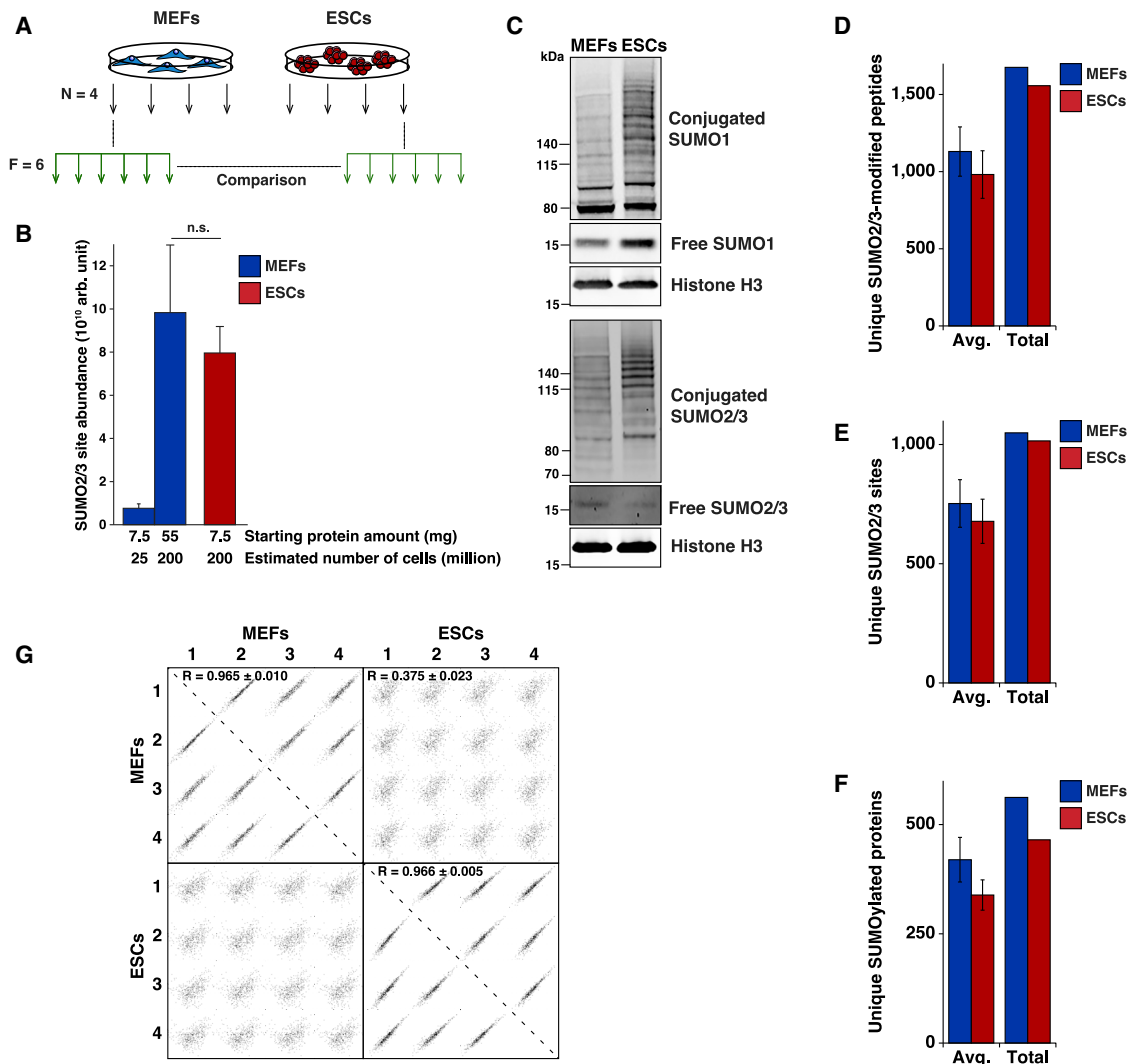 A
MEFs
ESCs
N = 4
F = 6
Comparison
B
n.s.
MEFs
ESCs
SUMO2/3 site abundance (10¹⁰ arb. unit)
12
10
8
6
4
2
0
7.5 55 7.5 Starting protein amount (mg)
25 200 200 Estimated number of cells (million)
C
MEFs ESCs
kDa
140
115
80
Conjugated
SUMO1
15
Free SUMO1
Histone H3
15
140
115
80
70
Conjugated
SUMO2/3
15
Free SUMO2/3
Histone H3
15
D
Unique SUMO2/3-modified peptides
1,500
1,000
500
0
Avg. Total
MEFs
ESCs
E
Unique SUMO2/3 sites
1,000
500
0
Avg. Total
MEFs
ESCs
F
Unique SUMOylated proteins
500
250
0
Avg. Total
MEFs
ESCs
G
MEFs ESCs
1 2 3 4 1 2 3 4
R = 0.965 ± 0.010 R = 0.375 ± 0.023
MEFs
1
2
3
4
R = 0.966 ± 0.005
ESCs
1
2
3
4